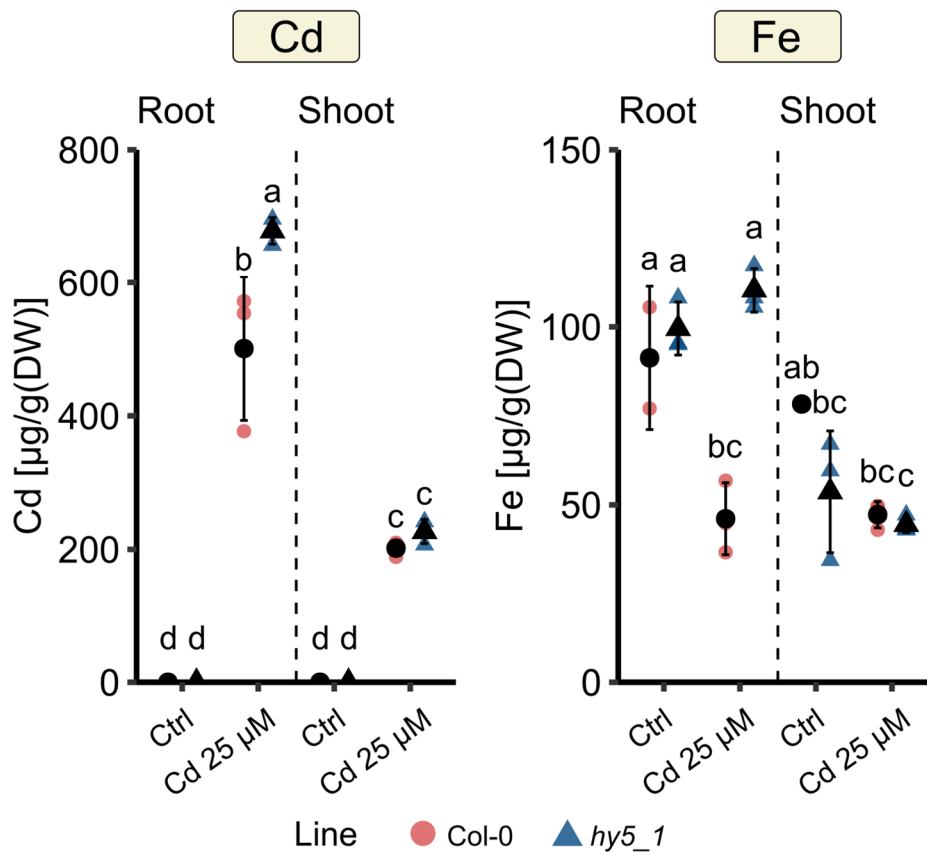 Cd
Fe
Root Shoot
Root Shoot
Cd [µg/g(DW)]
800
600
400
200
0
d d
b
a
d d
c
c
Ctrl
Cd 25 µM
Ctrl
Cd 25 µM
Fe [µg/g(DW)]
150
100
50
0
a a
bc
a
ab
bc
bc c
Ctrl
Cd 25 µM
Ctrl
Cd 25 µM
Line Col-0 hy5_1